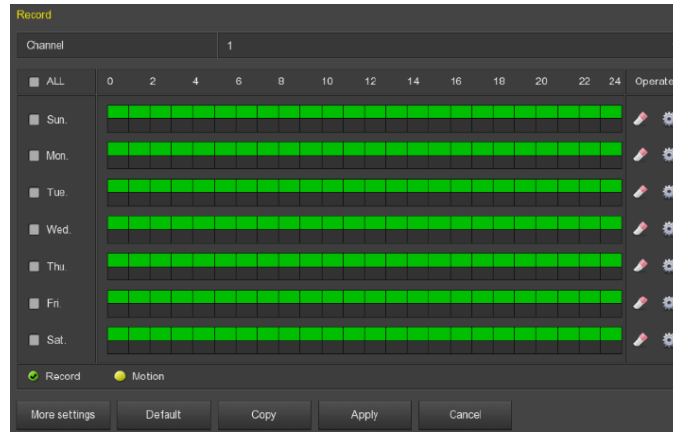 Record
Channel 1
ALL 0 2 4 6 8 10 12 14 16 18 20 22 24 Operate
Sun.
Mon.
Tue.
Wed.
Thu.
Fri.
Sat.
Record Motion
More settings Default Copy Apply Cancel